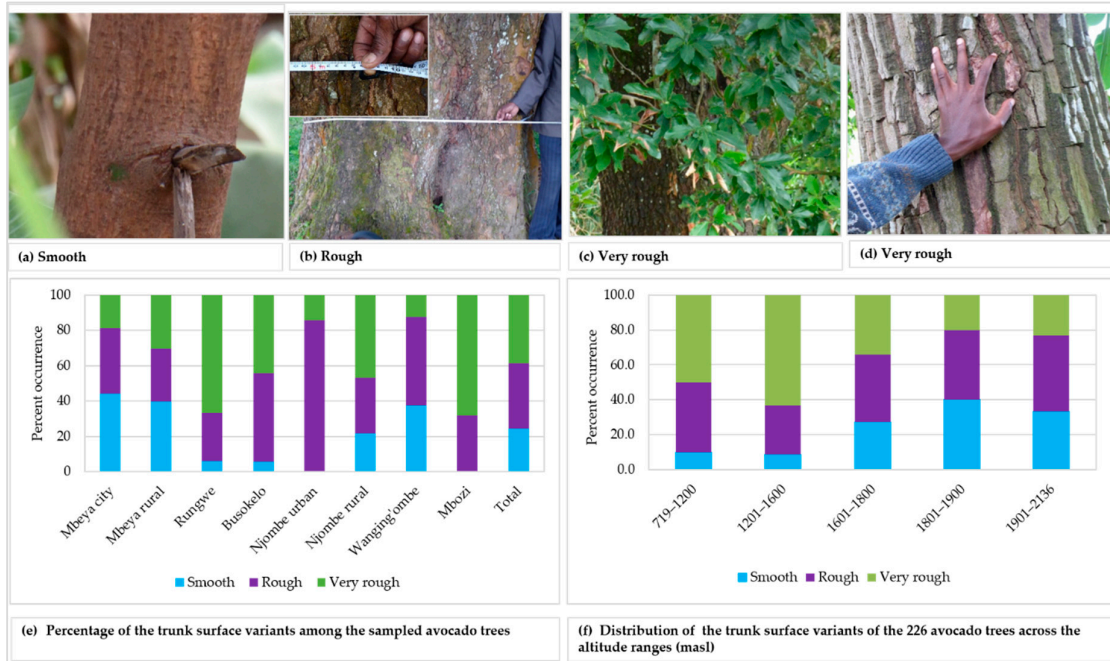 (a) Smooth
(b) Rough
(c) Very rough
(d) Very rough
Percent occurrence
100
80
60
40
20
0
Mbeya city
Mbeya rural
Rungwe
Busokelo
Njombe urban
Njombe rural
Wanging'ombe
Mbozi
Total
Smooth
Rough
Very rough
Percent occurrence
100.0
80.0
60.0
40.0
20.0
0.0
719–1200
1201–1600
1601–1800
1801–1900
1901–2136
Smooth
Rough
Very rough
(e) Percentage of the trunk surface variants among the sampled avocado trees
(f) Distribution of the trunk surface variants of the 226 avocado trees across the
altitude ranges (masl)